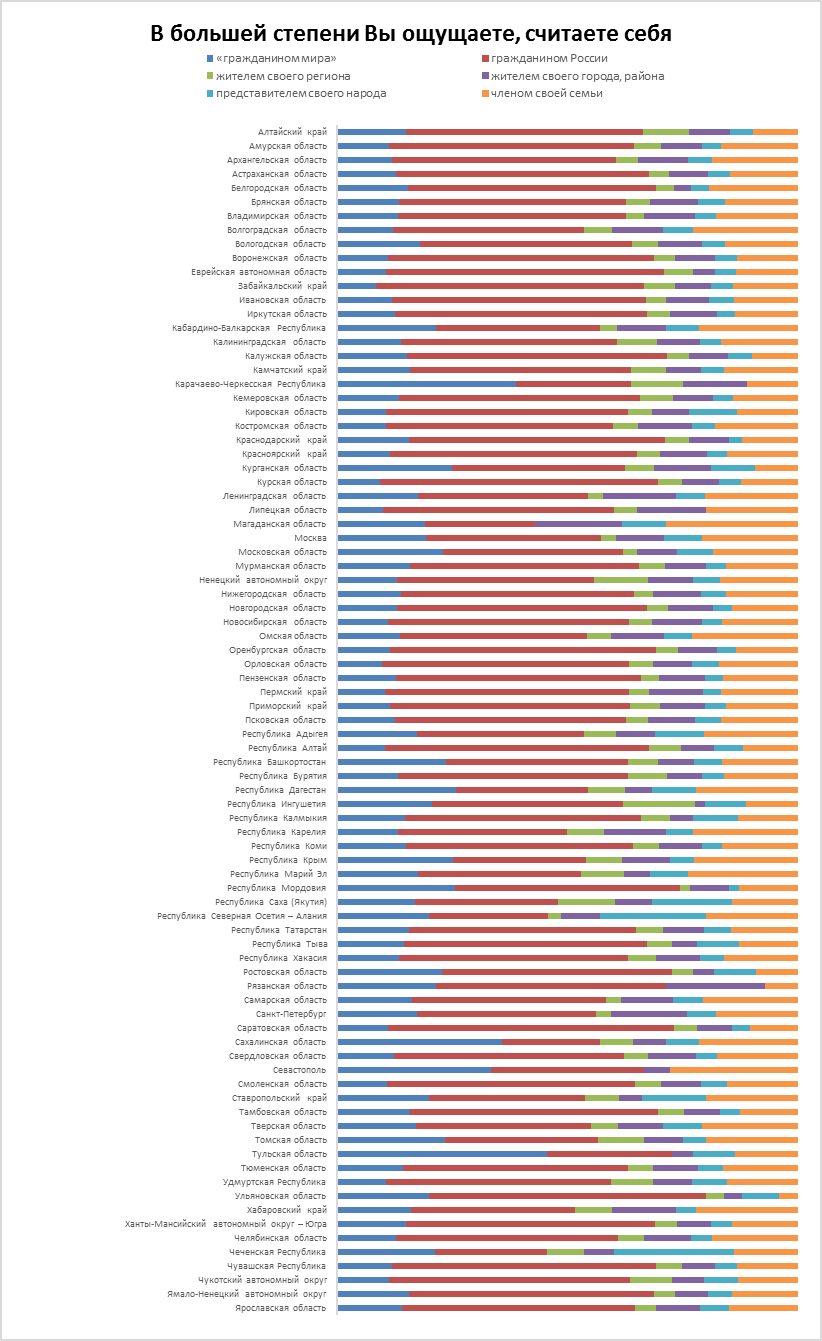 В большей степени Вы ощущаете, считаете себя
«гражданином мира» гражданином России
жителем своего региона жителем своего города, района
представителем своего народа членом своей семьи
Алтайский край
Амурская область
Архангельская область
Астраханская область
Белгородская область
Брянская область
Владимирская область
Волгоградская область
Вологодская область
Воронежская область
Еврейская автономная область
Забайкальский край
Ивановская область
Иркутская область
Кабардино-Балкарская Республика
Калининградская область
Калужская область
Камчатский край
Карачаево-Черкесская Республика
Кемеровская область
Кировская область
Костромская область
Краснодарский край
Красноярский край
Курганская область
Курская область
Ленинградская область
Липецкая область
Магаданская область
Москва
Московская область
Мурманская область
Ненецкий автономный округ
Нижегородская область
Новгородская область
Новосибирская область
Омская область
Оренбургская область
Орловская область
Пензенская область
Пермский край
Приморский край
Псковская область
Республика Адыгея
Республика Алтай
Республика Башкортостан
Республика Бурятия
Республика Дагестан
Республика Ингушетия
Республика Калмыкия
Республика Карелия
Республика Коми
Республика Крым
Республика Марий Эл
Республика Мордовия
Республика Саха (Якутия)
Республика Северная Осетия – Алания
Республика Татарстан
Республика Тыва
Республика Хакасия
Ростовская область
Рязанская область
Самарская область
Санкт-Петербург
Саратовская область
Сахалинская область
Свердловская область
Севастополь
Смоленская область
Ставропольский край
Тамбовская область
Тверская область
Томская область
Тульская область
Тюменская область
Удмуртская Республика
Ульяновская область
Хабаровский край
Ханты-Мансийский автономный округ – Югра
Челябинская область
Чеченская Республика
Чувашская Республика
Чукотский автономный округ
Ямало-Ненецкий автономный округ
Ярославская область